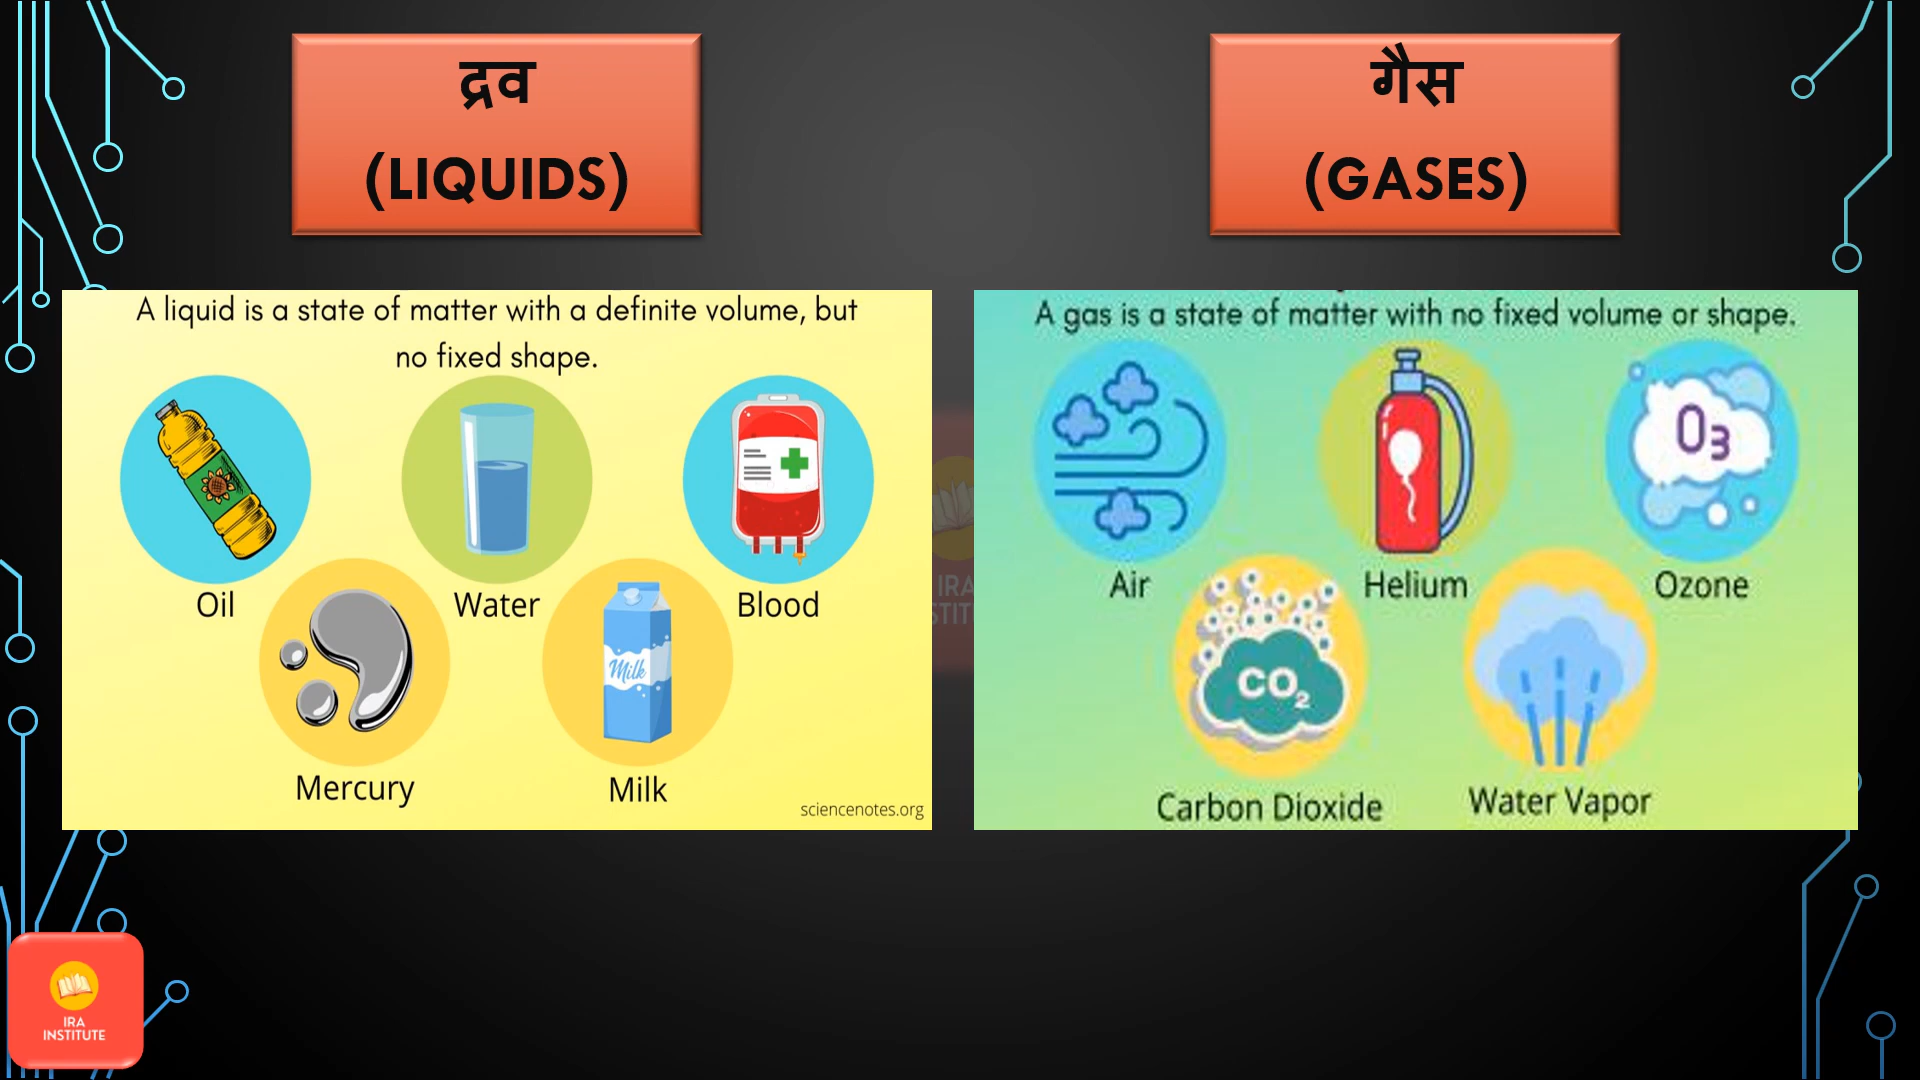 द्रव
(LIQUIDS)
गैस
(GASES)
A liquid is a state of matter with a definite volume, but
no fixed shape.
Oil
Water
Blood
Mercury
Milk
Milk
sciencenotes.org
A gas is a state of matter with no fixed volume or shape.
O3
Air
Helium
Ozone
CO2
Carbon Dioxide
Water Vapor
IRA
INSTITUTE